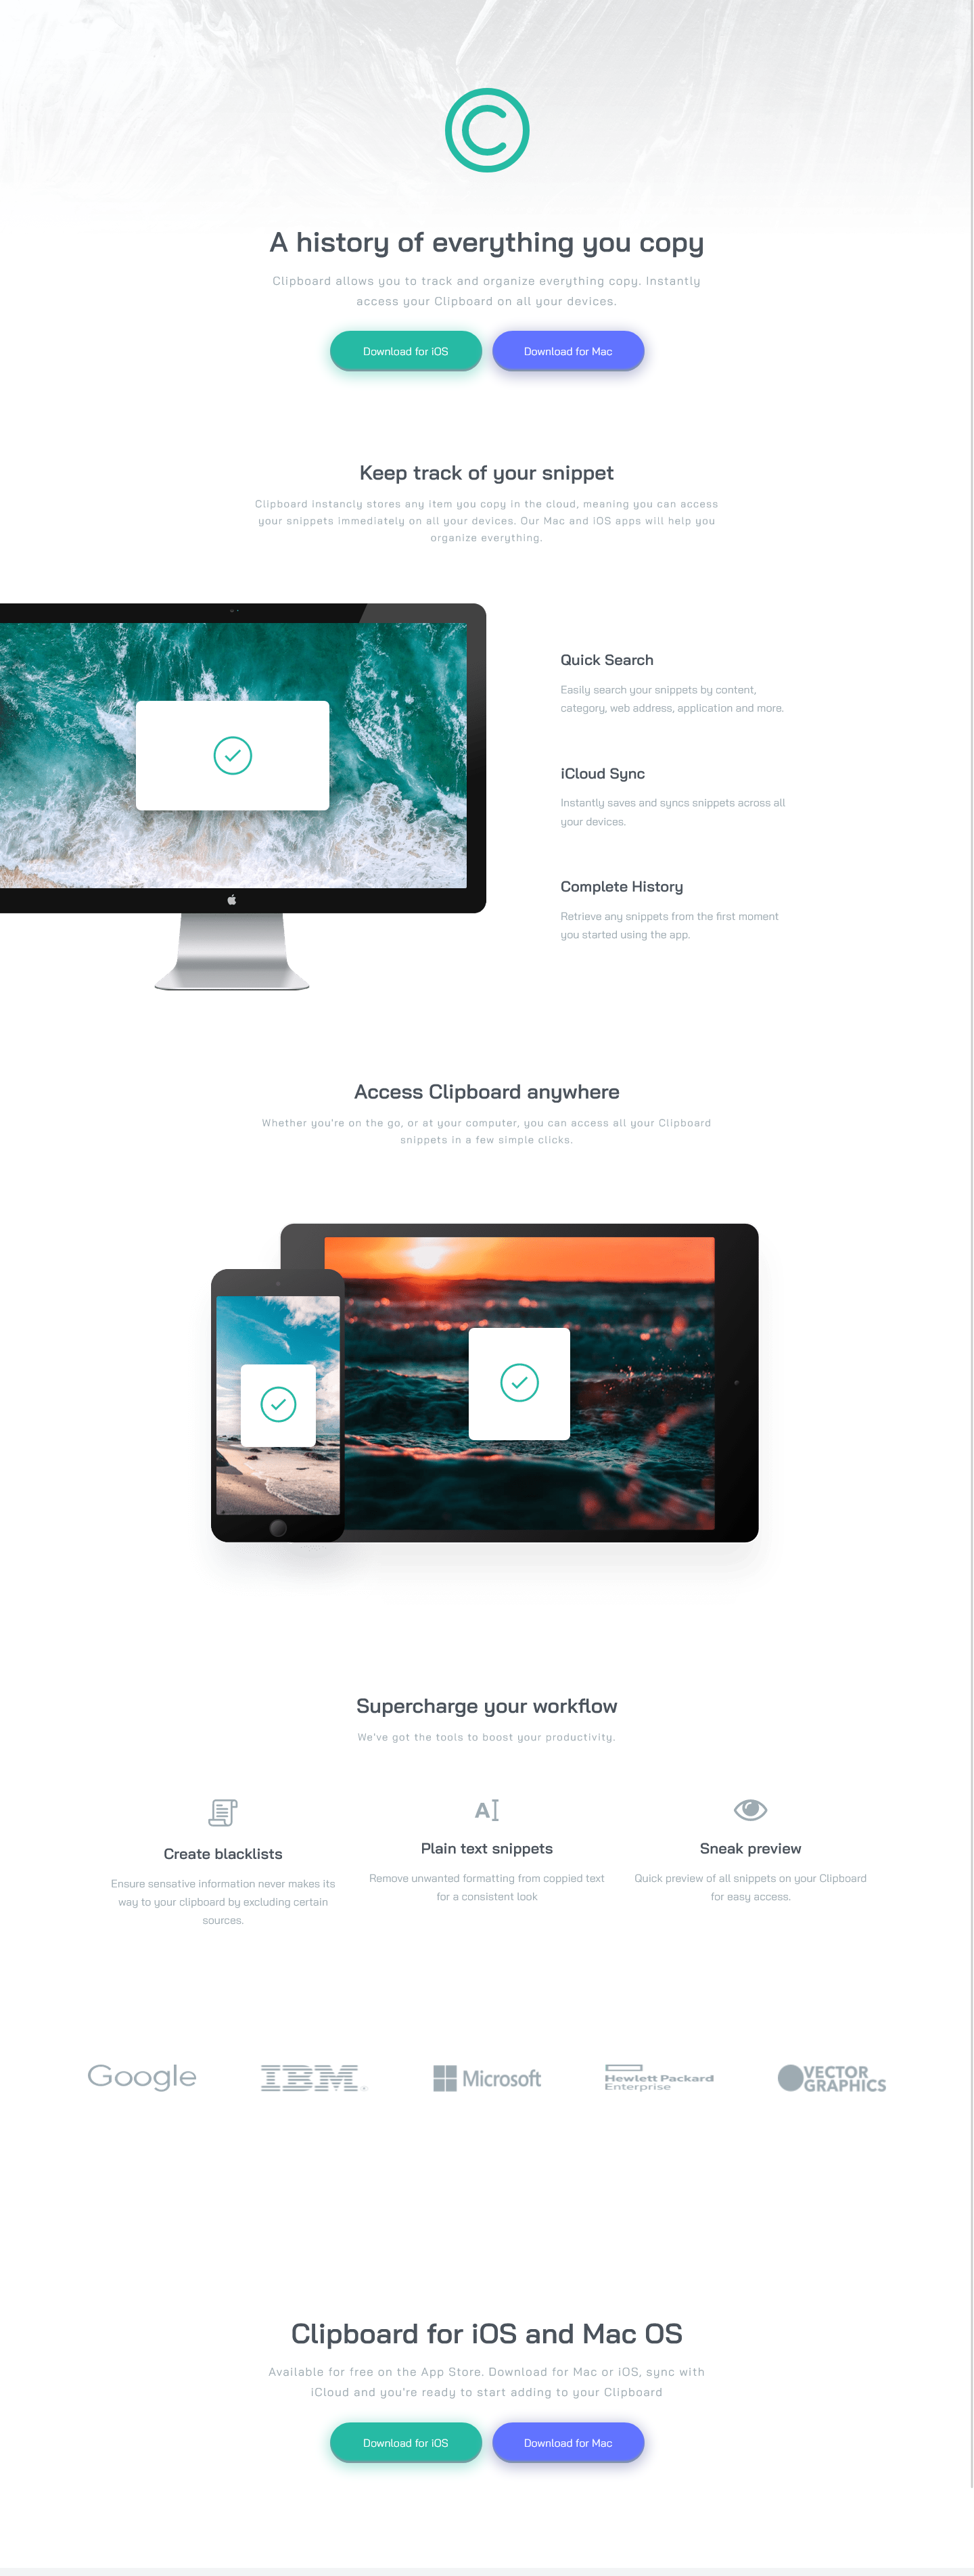 A history of everything you copy
Clipboard allows you to track and organize everything copy. Instantly
access your Clipboard on all your devices.
Download for iOS
Download for Mac
Keep track of your snippet
Clipboard instancly stores any item you copy in the cloud, meaning you can access
your snippets immediately on all your devices. Our Mac and iOS apps will help you
organize everything.
Quick Search
Easily search your snippets by content,
category, web address, application and more.
iCloud Sync
Instantly saves and syncs snippets across all
your devices.
Complete History
Retrieve any snippets from the first moment
you started using the app.
Access Clipboard anywhere
Whether you're on the go, or at your computer, you can access all your Clipboard
snippets in a few simple clicks.
Supercharge your workflow
We've got the tools to boost your productivity.
Create blacklists
Ensure sensative information never makes its
way to your clipboard by excluding certain
sources.
Plain text snippets
Remove unwanted formatting from coppied text
for a consistent look
Sneak preview
Quick preview of all snippets on your Clipboard
for easy access.
Google
IBM
Microsoft
Hewlett Packard
Enterprise
VECTOR
GRAPHICS
Clipboard for iOS and Mac OS
Available for free on the App Store. Download for Mac or iOS, sync with
iCloud and you're ready to start adding to your Clipboard
Download for iOS
Download for Mac